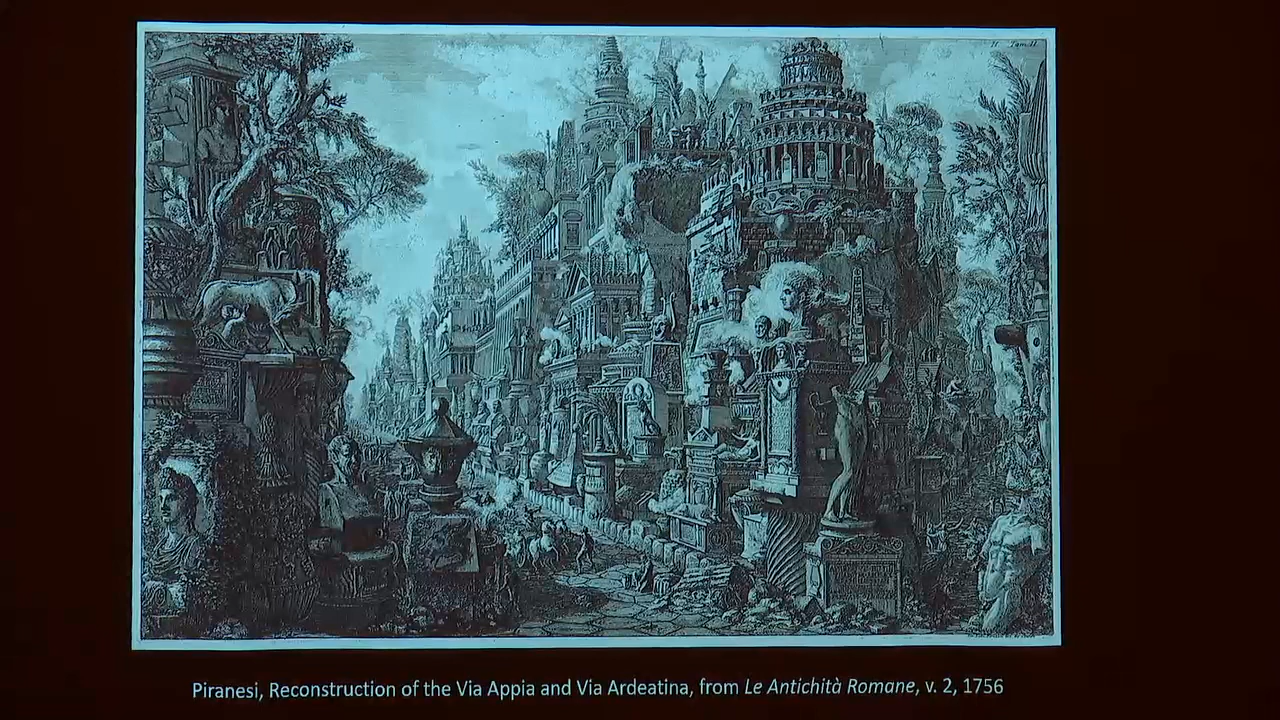 Piranesi, Reconstruction of the Via Appia and Via Ardeatina, from Le Antichità Romane, v. 2, 1756